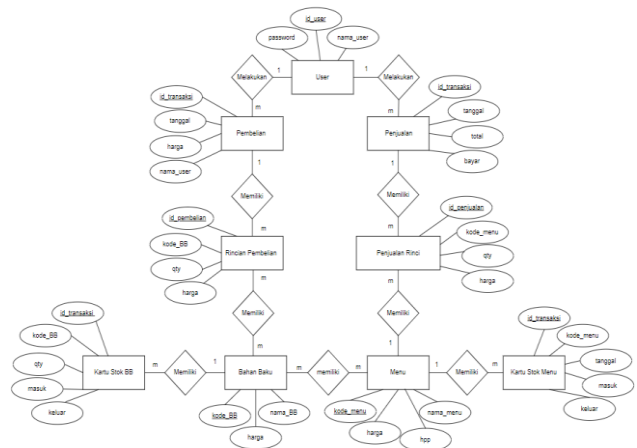 id_user
password
nama_user
User
1
1
Melakukan
Melakukan
m
m
id_transaksi
tanggal
harga
nama_user
Pembelian
Penjualan
id_transaksi
tanggal
total
bayar
1
1
Memiliki
Memiliki
m
m
id_pembelian
kode_BB
qty
harga
Rincian Pembelian
Penjualan Rinci
id_penjualan
kode_menu
qty
harga
m
m
Memiliki
Memiliki
m
1
id_transaksi
kode_BB
qty
masuk
keluar
Kartu Stok BB
m
Memiliki
1
Bahan Baku
m
memiliki
m
Menu
1
Memiliki
m
Kartu Stok Menu
id_transaksi
kode_menu
tanggal
masuk
keluar
kode_BB
nama_BB
harga
kode_menu
nama_menu
harga
hpp